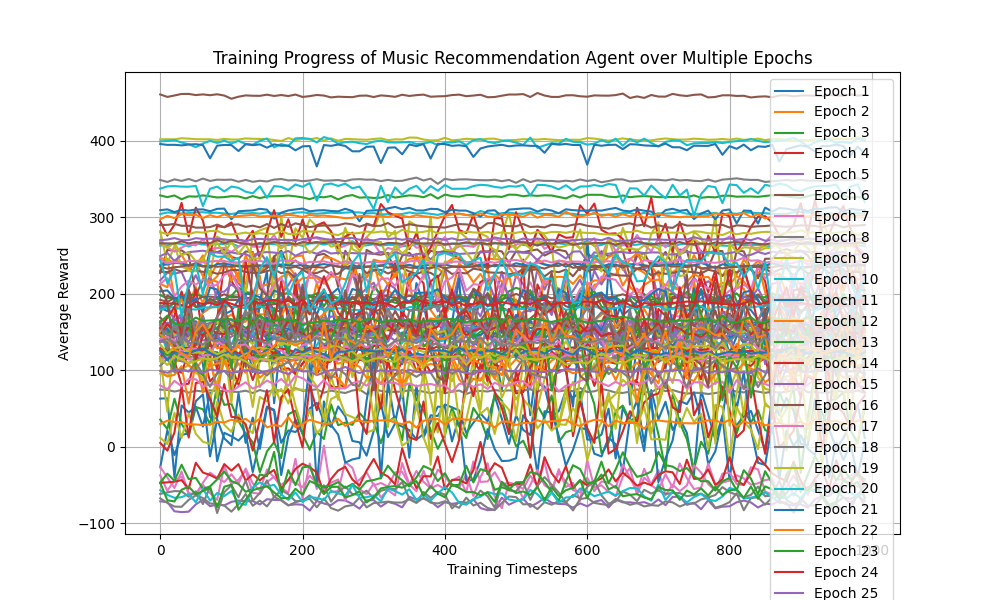 Training Progress of Music Recommendation Agent over Multiple Epochs
Average Reward
400
300
200
100
0
−100
0
200
400
600
800
1000
Training Timesteps
Epoch 1
Epoch 2
Epoch 3
Epoch 4
Epoch 5
Epoch 6
Epoch 7
Epoch 8
Epoch 9
Epoch 10
Epoch 11
Epoch 12
Epoch 13
Epoch 14
Epoch 15
Epoch 16
Epoch 17
Epoch 18
Epoch 19
Epoch 20
Epoch 21
Epoch 22
Epoch 23
Epoch 24
Epoch 25